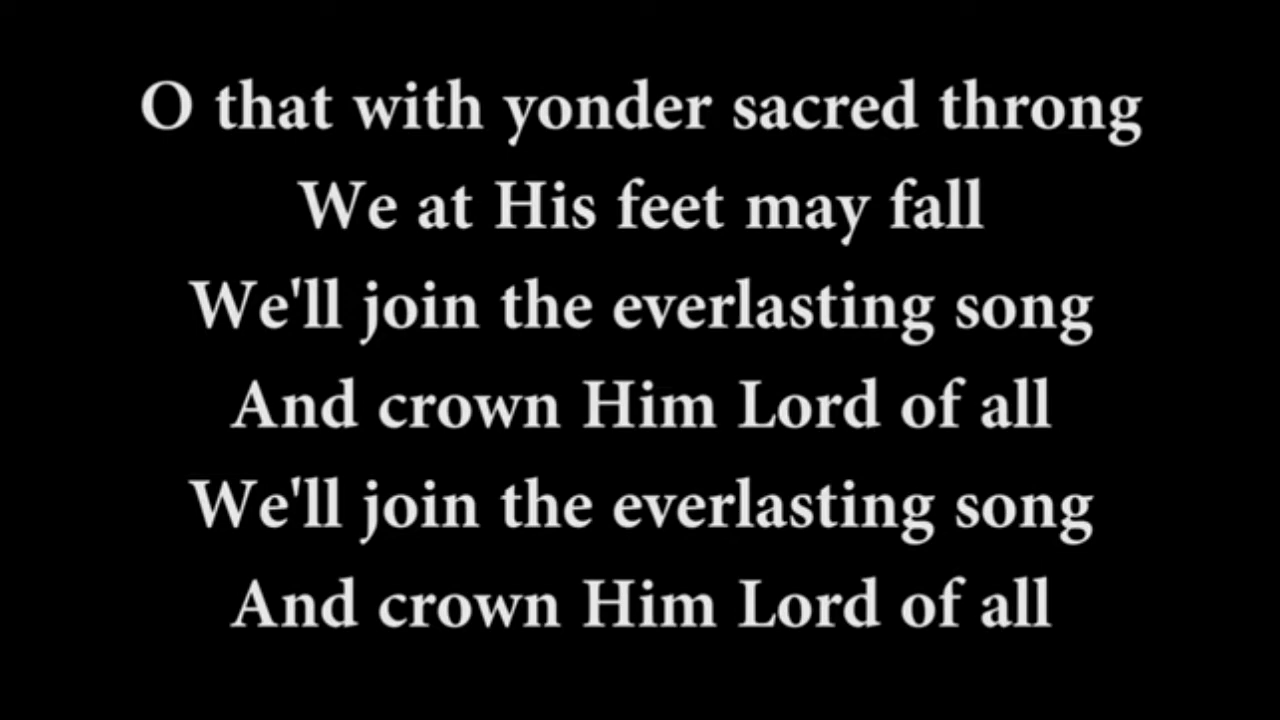 O that with yonder sacred throng
We at His feet may fall
We'll join the everlasting song
And crown Him Lord of all
We'll join the everlasting song
And crown Him Lord of all